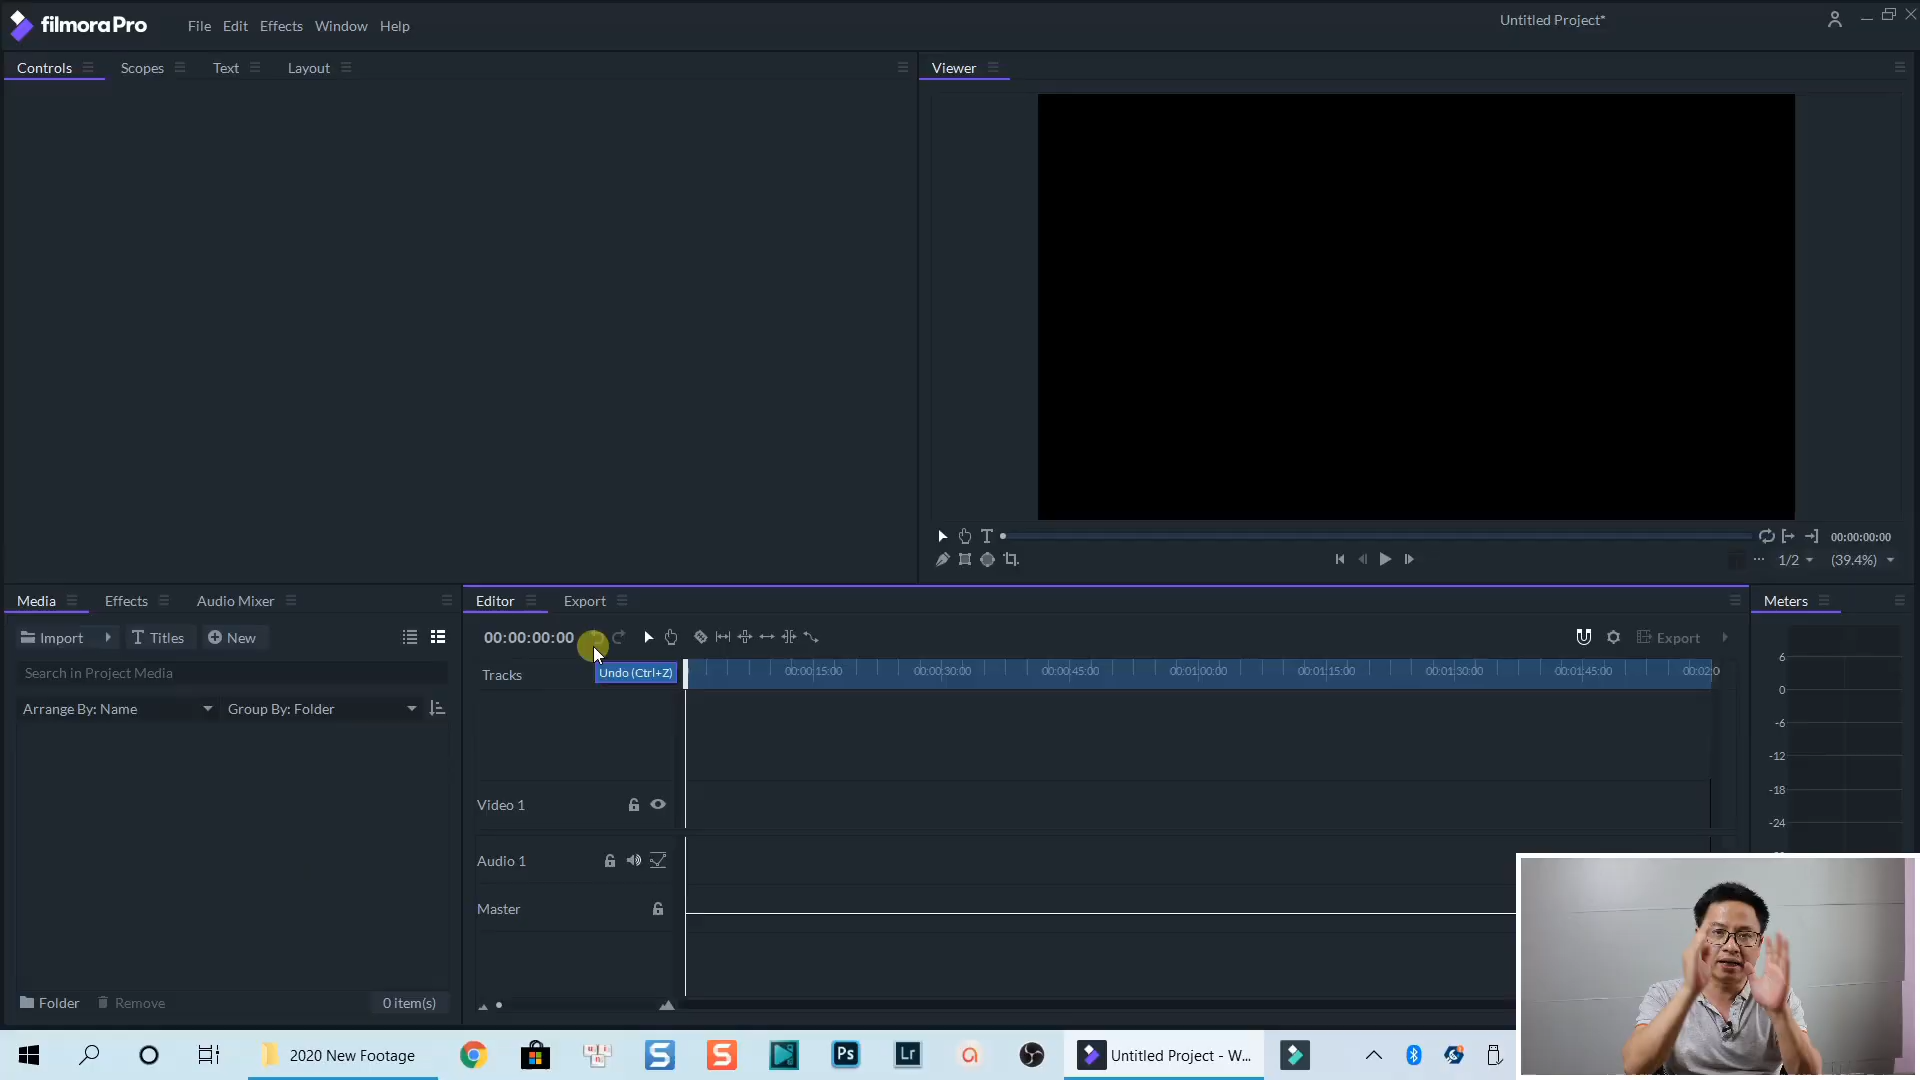 filmoraPro
File Edit Effects Window Help
Untitled Project*
Controls Scopes Text Layout
Viewer
00:00:00:00
1/2 (39.4%)
Media Effects Audio Mixer
Editor Export
Meters
Import Titles New
00:00:00:00
Export
Search in Project Media
Tracks
Undo (Ctrl+Z)
00:00:15:00 00:00:30:00 00:00:45:00 00:01:00:00 00:01:15:00 00:01:30:00 00:01:45:00 00:02:0
Arrange By: Name Group By: Folder
6
0
-6
-12
-18
-24
Video 1
Audio 1
Master
Folder Remove 0 item(s)
2020 New Footage
S
S
Ps
Lr
Untitled Project - W...